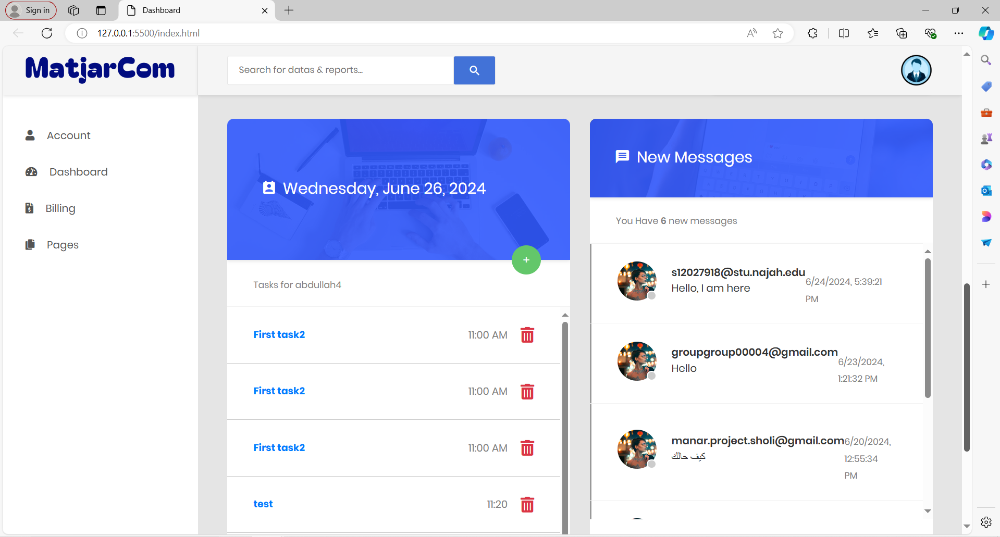 Sign in
Dashboard
127.0.0.1:5500/index.html
MatjarCom
Search for datas & reports...
Account
Dashboard
Billing
Pages
Wednesday, June 26, 2024
+
Tasks for abdullah4
First task2 11:00 AM
First task2 11:00 AM
First task2 11:00 AM
test 11:20
New Messages
You Have 6 new messages
s12027918@stu.najah.edu
Hello, I am here
6/24/2024, 5:39:21
PM
groupgroup00004@gmail.com
Hello
6/23/2024,
1:21:32 PM
manar.project.sholi@gmail.com
كيف حالك
6/20/2024,
12:55:34
PM